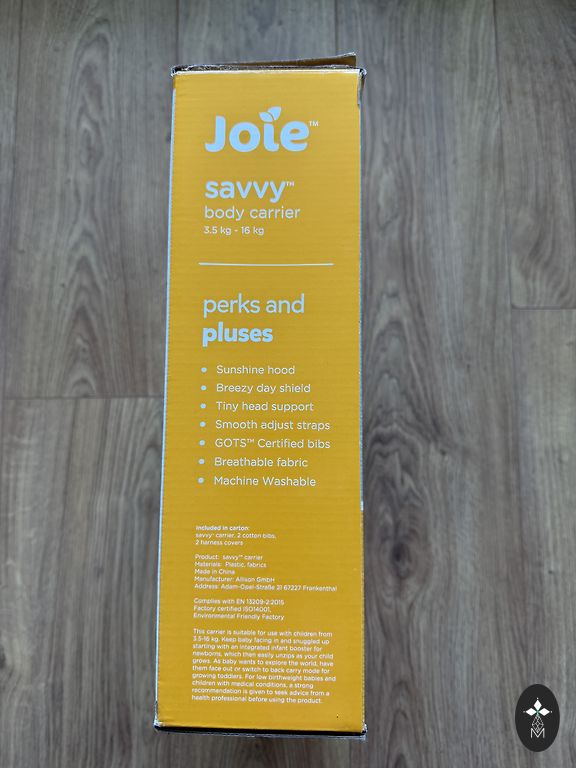 Joie™
savvy™
body carrier
3.5 kg - 16 kg
perks and
pluses
• Sunshine hood
• Breezy day shield
• Tiny head support
• Smooth adjust straps
• GOTS™ Certified bibs
• Breathable fabric
• Machine Washable
Included in carton:
savvy™ carrier, 2 cotton bibs,
2 harness covers
Product: savvy™ carrier
Materials: Plastic, fabrics
Made in China
Manufacturer: Allison GmbH
Address: Adam-Opel-Straße 21 67227 Frankenthal
Complies with EN 13209-2:2015
Factory certified ISO14001,
Environmental Friendly Factory
This carrier is suitable for use with children from
3.5-16 kg. Keep baby facing in and snuggled up
starting with an integrated infant booster for
newborns, which then easily unzips as your child
grows. As baby wants to explore the world, have
them face out or switch to back carry mode for
growing toddlers. For low birthweight babies and
children with medical conditions, a strong
recommendation is given to seek advice from a
health professional before using the product.
M